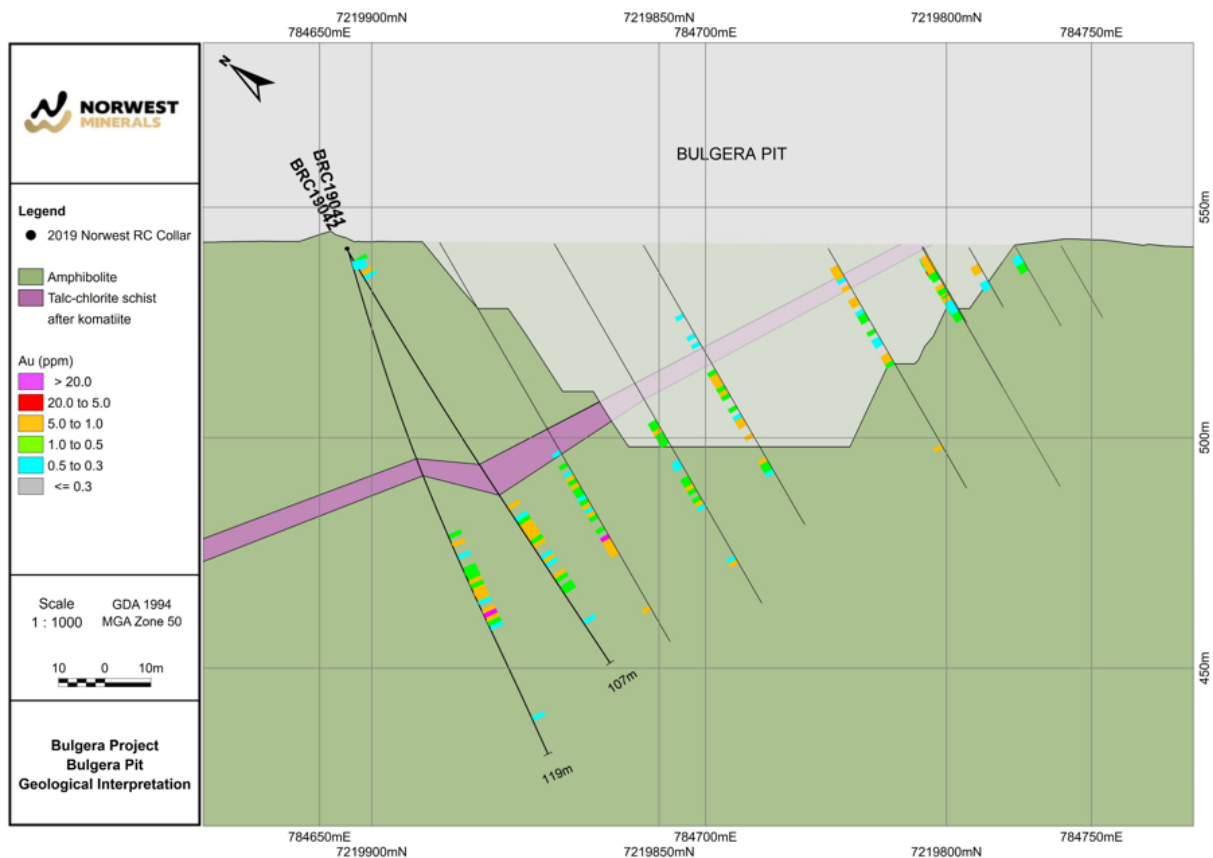 7219900mN 7219850mN 7219800mN
784650mE 784700mE 784750mE
N
NORWEST
MINERALS
BULGERA PIT
BRC19041
BRC19042
550m
500m
450m
Legend
2019 Norwest RC Collar
Amphibolite
Talc-chlorite schist
after komatiite
Au (ppm)
> 20.0
20.0 to 5.0
5.0 to 1.0
1.0 to 0.5
0.5 to 0.3
<= 0.3
Scale GDA 1994
1 : 1000 MGA Zone 50
10 0 10m
107m
119m
Bulgera Project
Bulgera Pit
Geological Interpretation
784650mE 784700mE 784750mE
7219900mN 7219850mN 7219800mN